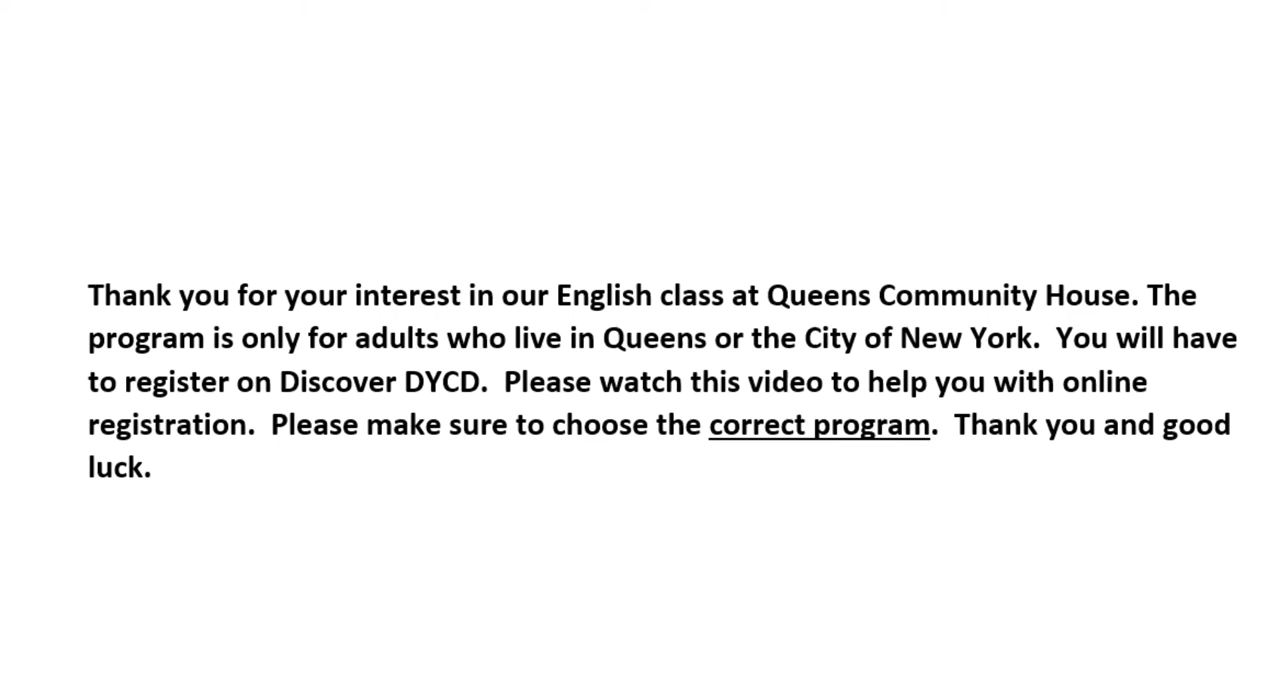 Thank you for your interest in our English class at Queens Community House. The
program is only for adults who live in Queens or the City of New York.  You will have
to register on Discover DYCD.  Please watch this video to help you with online
registration.  Please make sure to choose the correct program.  Thank you and good
luck.